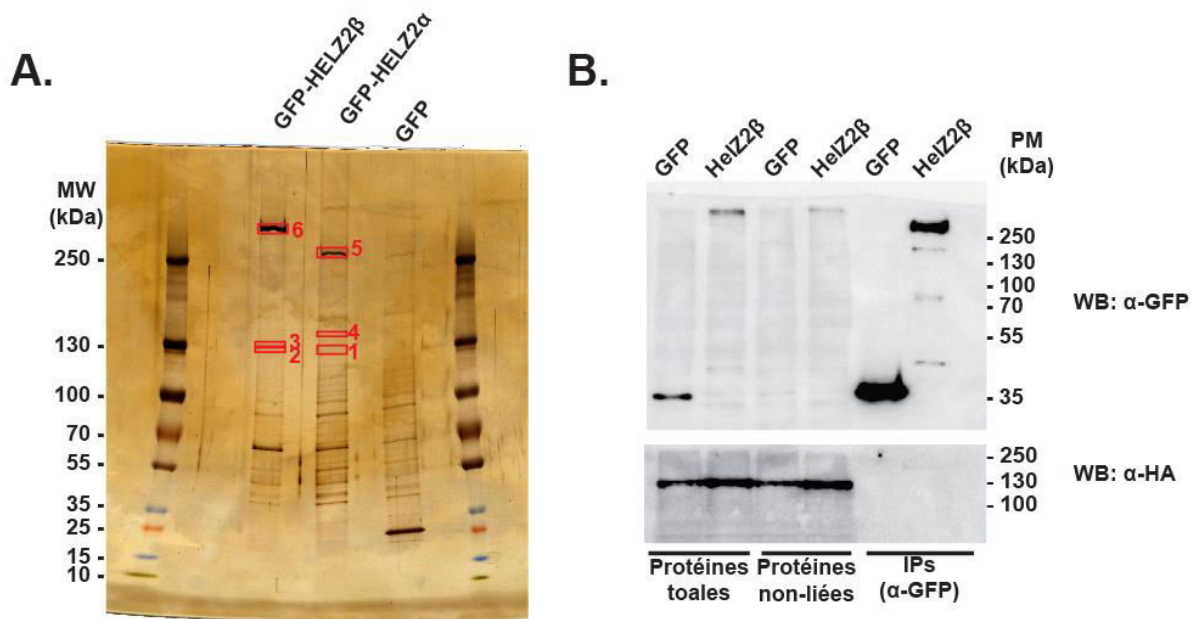 A.
GFP-HELZ2β
GFP-HELZ2α
GFP
MW
(kDa)
250
130
100
70
55
35
25
15
10
6
5
4
3
2
1
B.
GFP
HelZ2β
GFP
HelZ2β
GFP
HelZ2β
PM
(kDa)
250
130
100
70
55
35
WB: α-GFP
250
130
100
WB: α-HA
Protéines
toales
Protéines
non-liées
IPs
(α-GFP)